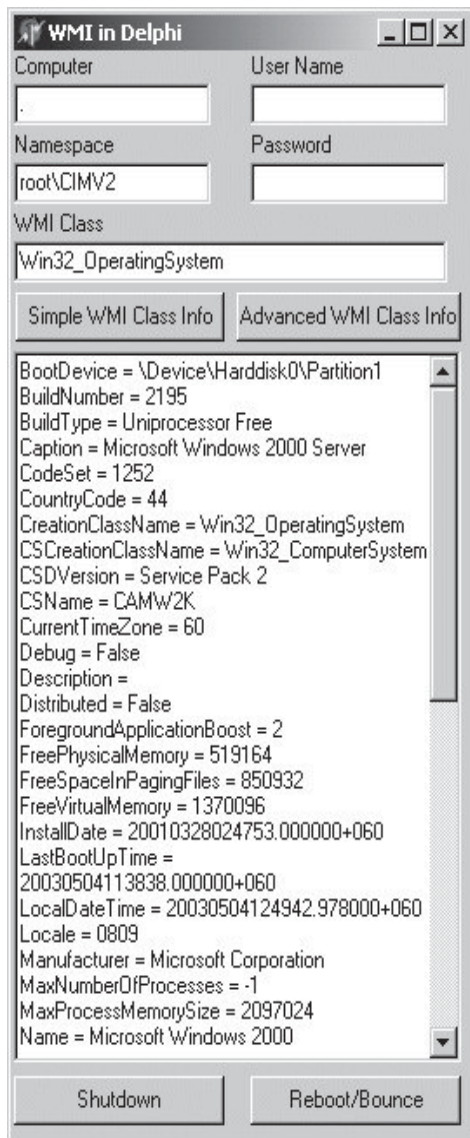 WMI in Delphi
Computer User Name
.
Namespace Password
root\CIMV2
WMI Class
Win32_OperatingSystem
Simple WMI Class Info Advanced WMI Class Info
BootDevice = \Device\Harddisk0\Partition1
BuildNumber = 2195
BuildType = Uniprocessor Free
Caption = Microsoft Windows 2000 Server
CodeSet = 1252
CountryCode = 44
CreationClassName = Win32_OperatingSystem
CSCreationClassName = Win32_ComputerSystem
CSDVersion = Service Pack 2
CSName = CAMW2K
CurrentTimeZone = 60
Debug = False
Description =
Distributed = False
ForegroundApplicationBoost = 2
FreePhysicalMemory = 519164
FreeSpaceInPagingFiles = 850932
FreeVirtualMemory = 1370096
InstallDate = 20010328024753.000000+060
LastBootUpTime =
20030504113838.000000+060
LocalDateTime = 20030504124942.978000+060
Locale = 0809
Manufacturer = Microsoft Corporation
MaxNumberOfProcesses = -1
MaxProcessMemorySize = 2097024
Name = Microsoft Windows 2000
Shutdown Reboot/Bounce